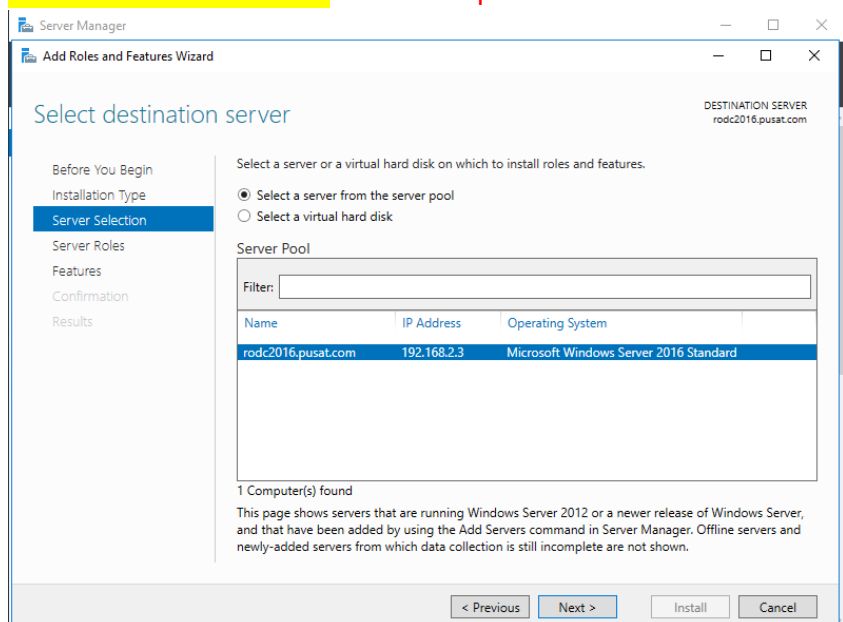 Server Manager
Add Roles and Features Wizard
Select destination server
DESTINATION SERVER
rodc2016.pusat.com
Before You Begin
Installation Type
Server Selection
Server Roles
Features
Confirmation
Results
Select a server or a virtual hard disk on which to install roles and features.
Select a server from the server pool
Select a virtual hard disk
Server Pool
Filter:
Name IP Address Operating System
rodc2016.pusat.com 192.168.2.3 Microsoft Windows Server 2016 Standard
1 Computer(s) found
This page shows servers that are running Windows Server 2012 or a newer release of Windows Server,
and that have been added by using the Add Servers command in Server Manager. Offline servers and
newly-added servers from which data collection is still incomplete are not shown.
< Previous Next > Install Cancel